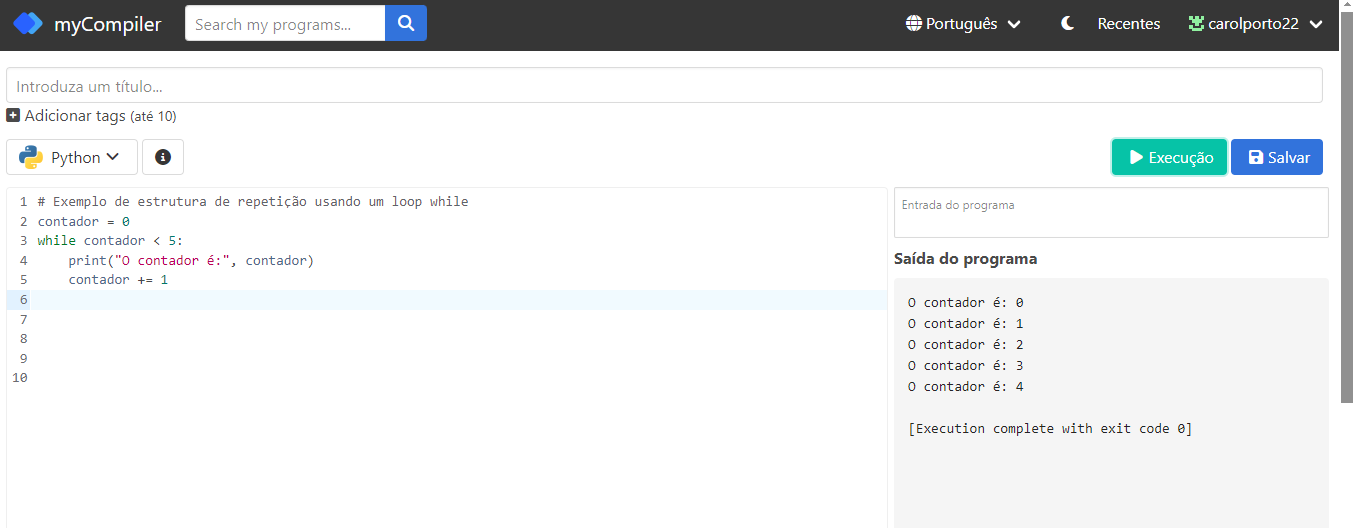 myCompiler
Search my programs...
Português
Recentes
carolporto22
Introduza um título...
Adicionar tags (até 10)
Python
Execução
Salvar
1 # Exemplo de estrutura de repetição usando um loop while
2 contador = 0
3 while contador < 5:
4     print("O contador é:", contador)
5     contador += 1
6
7
8
9
10
Entrada do programa
Saída do programa
O contador é: 0
O contador é: 1
O contador é: 2
O contador é: 3
O contador é: 4
[Execution complete with exit code 0]